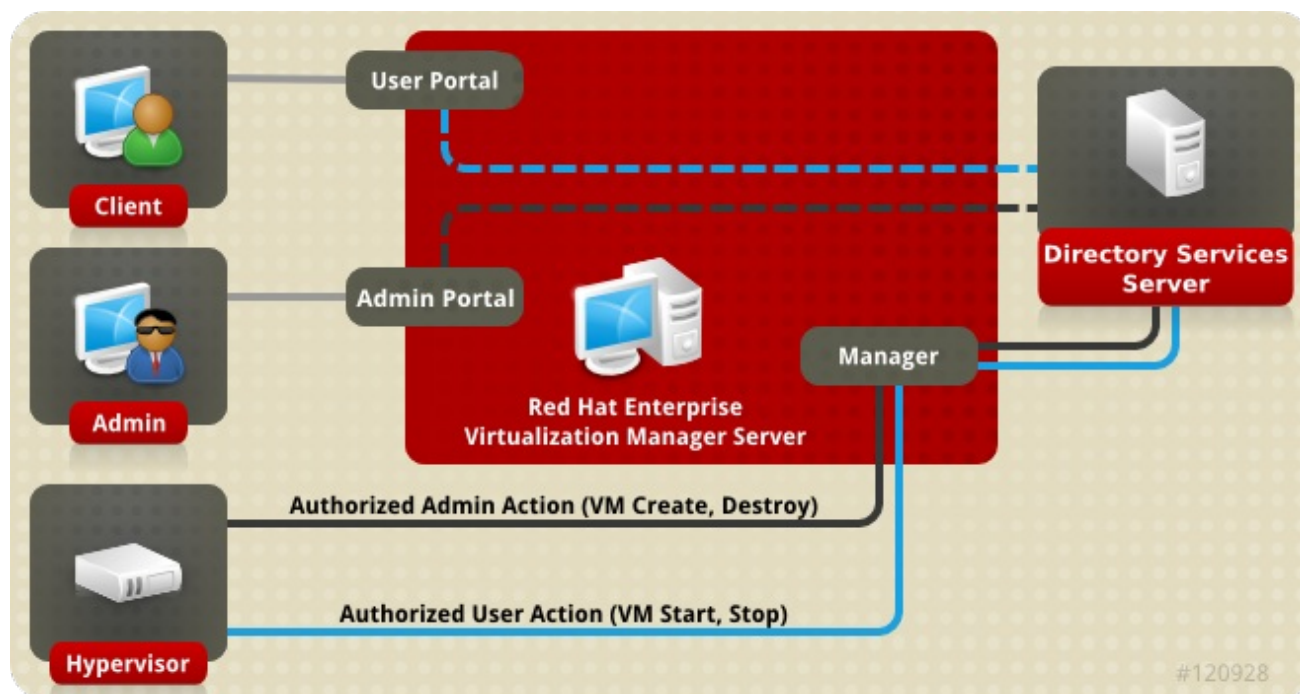 User Portal
Client
Directory Services
Server
Admin Portal
Manager
Red Hat Enterprise
Virtualization Manager Server
Admin
Authorized Admin Action (VM Create, Destroy)
Authorized User Action (VM Start, Stop)
Hypervisor
#120928